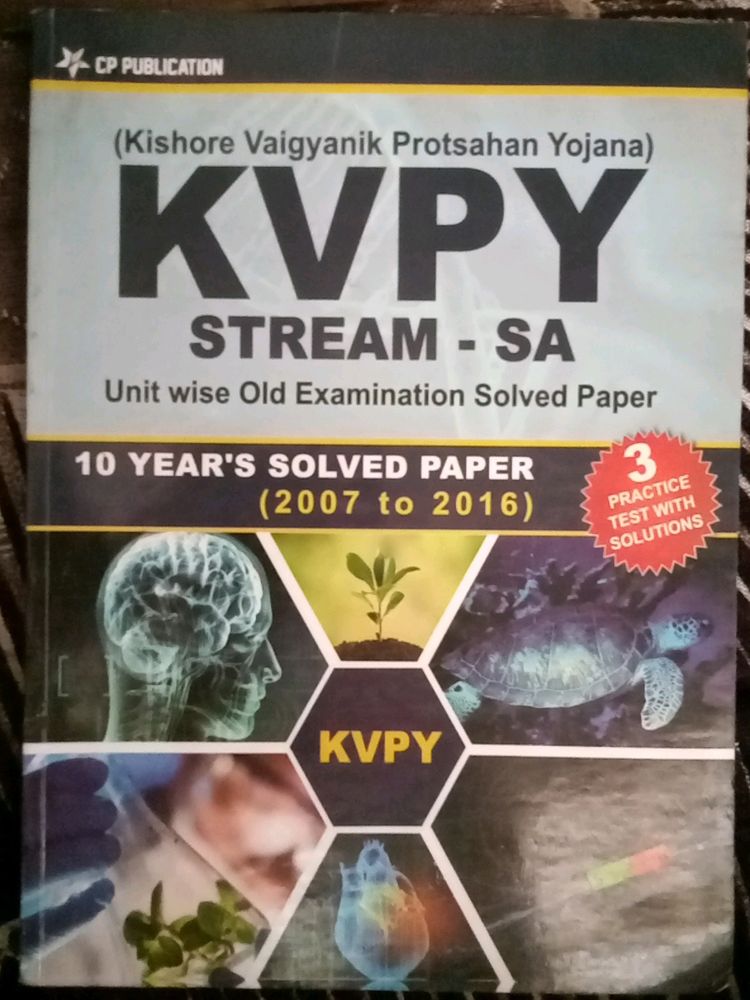 CP PUBLICATION
(Kishore Vaigyanik Protsahan Yojana)
KVPY
STREAM - SA
Unit wise Old Examination Solved Paper
10 YEAR'S SOLVED PAPER
(2007 to 2016)
3
PRACTICE
TEST WITH
SOLUTIONS
KVPY